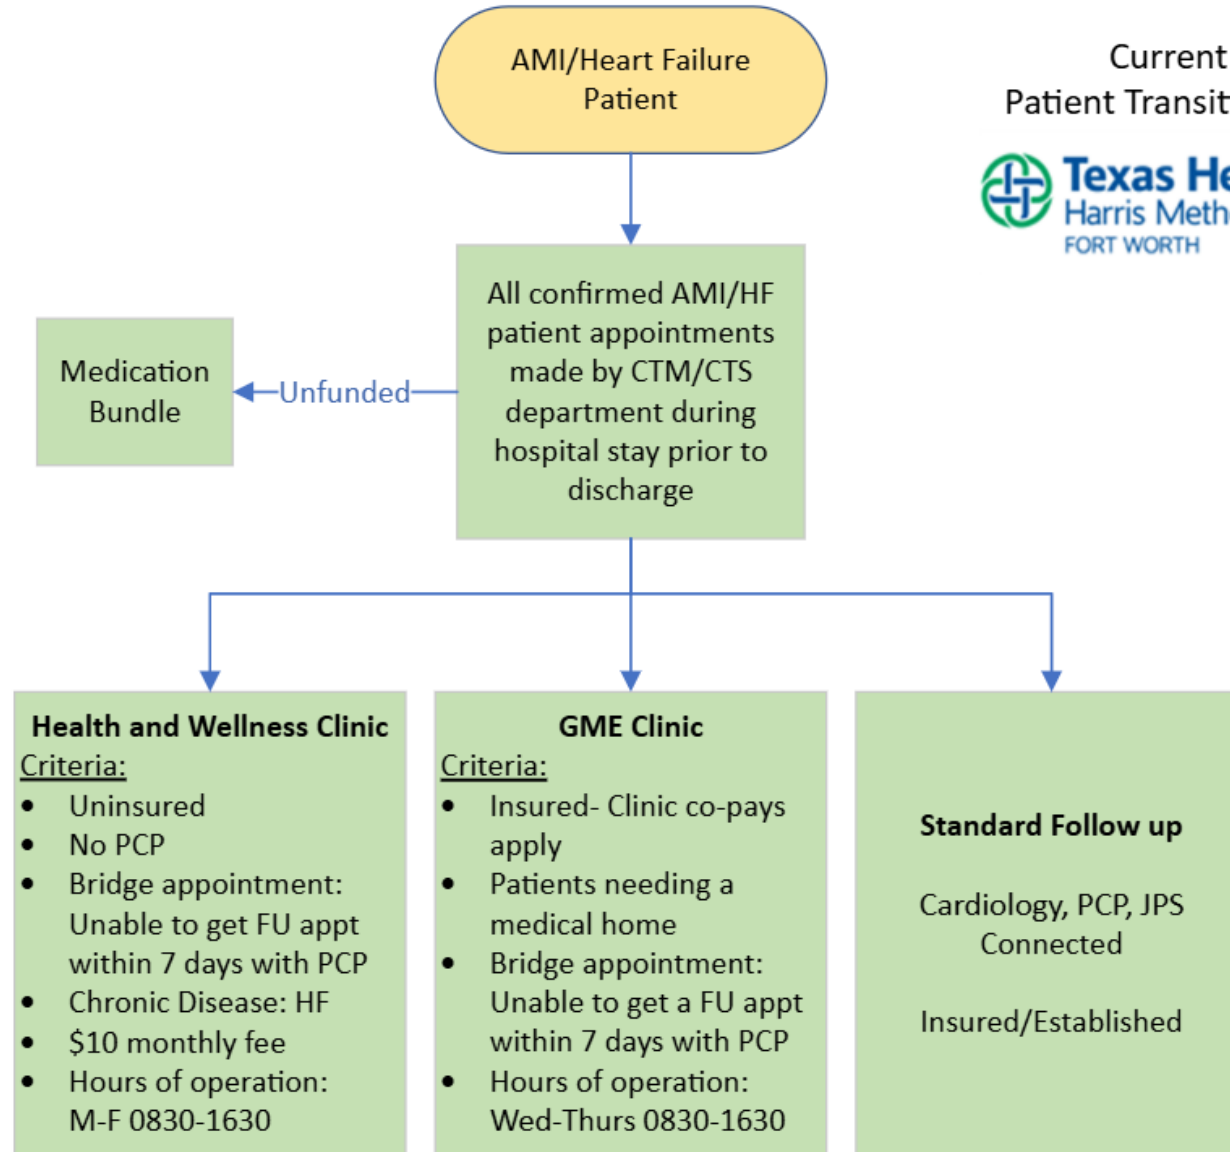 AMI/Heart Failure
Patient
Current
Patient Transit
Texas He
Harris Meth
FORT WORTH
All confirmed AMI/HF
patient appointments
made by CTM/CTS
department during
hospital stay prior to
discharge
Unfunded
Medication
Bundle
Health and Wellness Clinic
Criteria:
• Uninsured
• No PCP
• Bridge appointment:
Unable to get FU appt
within 7 days with PCP
• Chronic Disease: HF
• $10 monthly fee
• Hours of operation:
M-F 0830-1630
GME Clinic
Criteria:
• Insured- Clinic co-pays
apply
• Patients needing a
medical home
• Bridge appointment:
Unable to get a FU appt
within 7 days with PCP
• Hours of operation:
Wed-Thurs 0830-1630
Standard Follow up
Cardiology, PCP, JPS
Connected
Insured/Established